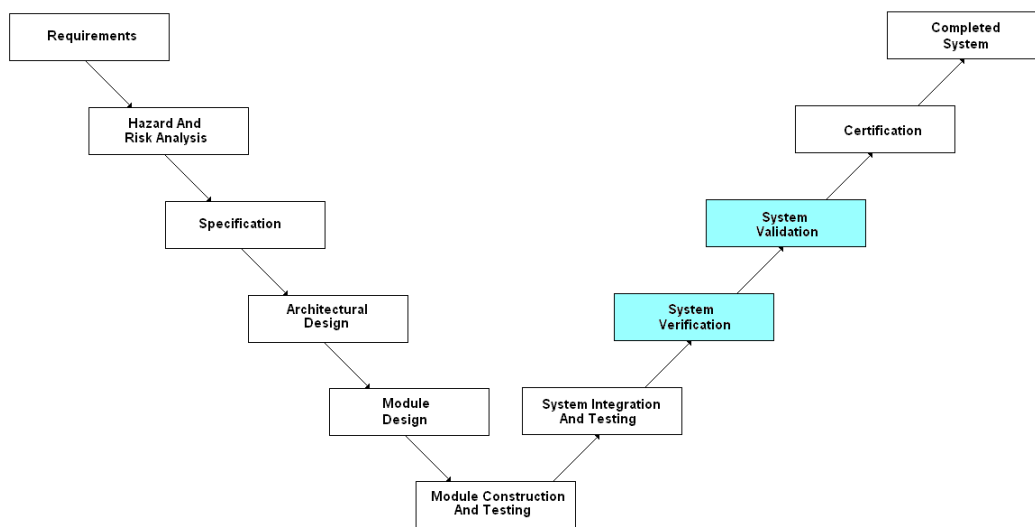 Requirements
Hazard And
Risk Analysis
Specification
Architectural
Design
Module
Design
Module Construction
And Testing
System Integration
And Testing
System
Verification
System
Validation
Certification
Completed
System